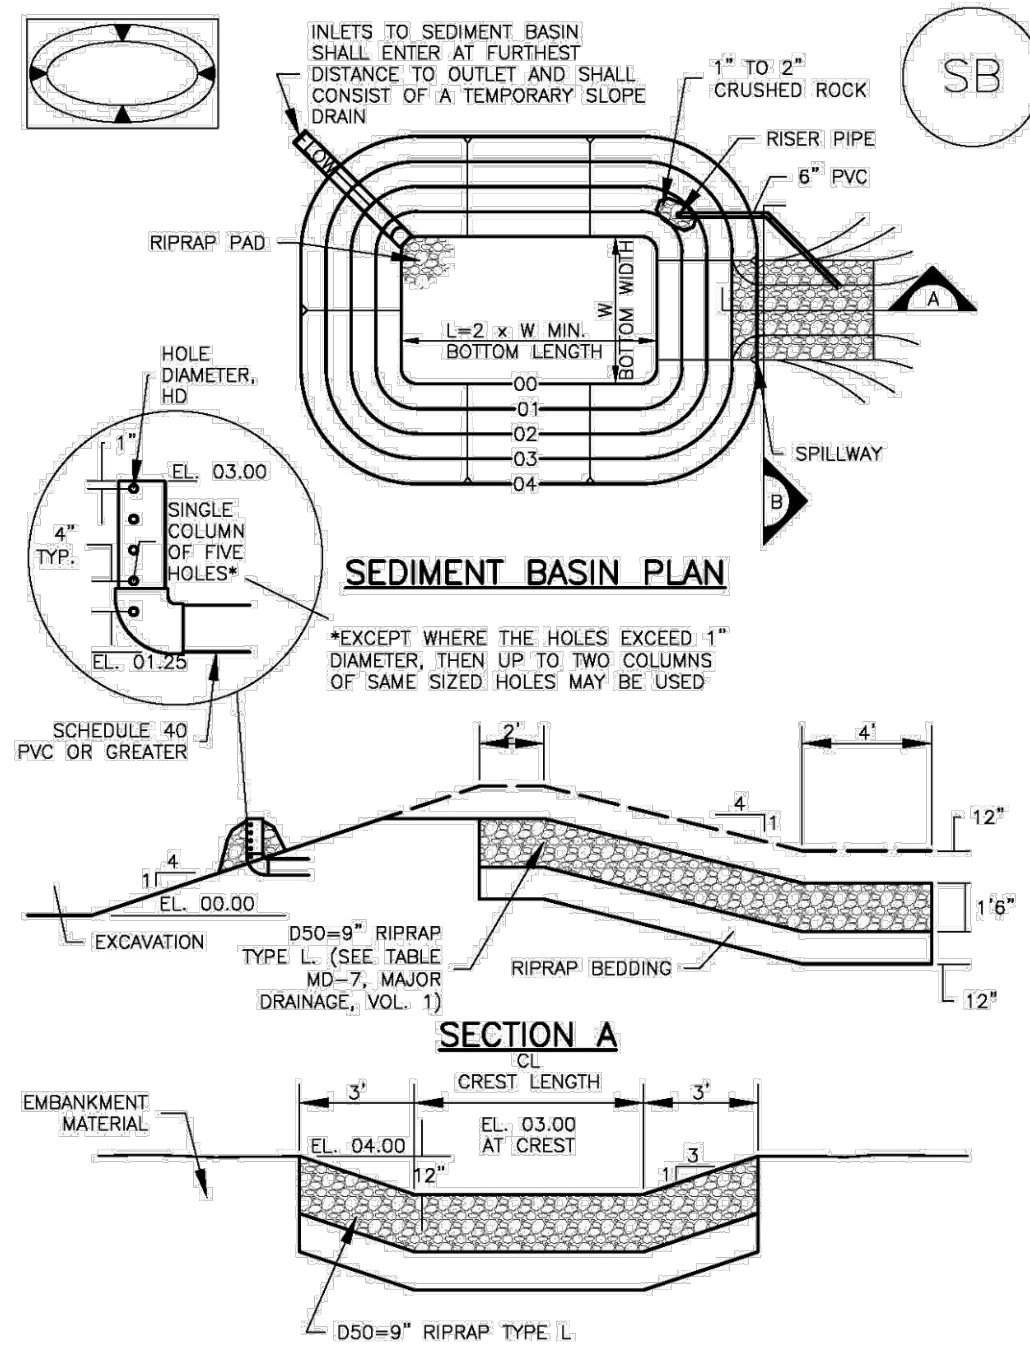 INLETS TO SEDIMENT BASIN
SHALL ENTER AT FURTHEST
DISTANCE TO OUTLET AND SHALL
CONSIST OF A TEMPORARY SLOPE
DRAIN
1" TO 2"
CRUSHED ROCK
SB
RISER PIPE
6" PVC
FLOW
RIPRAP PAD
W
BOTTOM WIDTH
L=2 x W MIN.
BOTTOM LENGTH
A
00
01
02
03
04
SPILLWAY
B
HOLE
DIAMETER,
HD
1"
EL. 03.00
4"
TYP.
SINGLE
COLUMN
OF FIVE
HOLES*
EL. 01.25
SCHEDULE 40
PVC OR GREATER
SEDIMENT BASIN PLAN
*EXCEPT WHERE THE HOLES EXCEED 1"
DIAMETER, THEN UP TO TWO COLUMNS
OF SAME SIZED HOLES MAY BE USED
2'
4'
4
1
12"
4
1
EL. 00.00
EXCAVATION
1'6"
D50=9" RIPRAP
TYPE L. (SEE TABLE
MD-7, MAJOR
DRAINAGE, VOL. 1)
RIPRAP BEDDING
12"
SECTION A
CL
CREST LENGTH
3'
3'
EMBANKMENT
MATERIAL
EL. 04.00
EL. 03.00
AT CREST
12"
3
1
D50=9" RIPRAP TYPE L